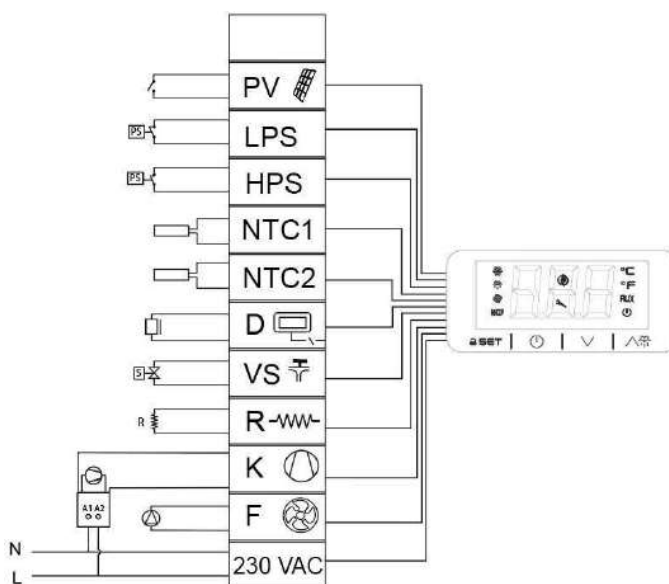 PV
PS LPS
PS HPS
NTC1
NTC2
D
S VS
R R
K
A1 A2
F
N
L 230 VAC
°C
°F
AUX
SET